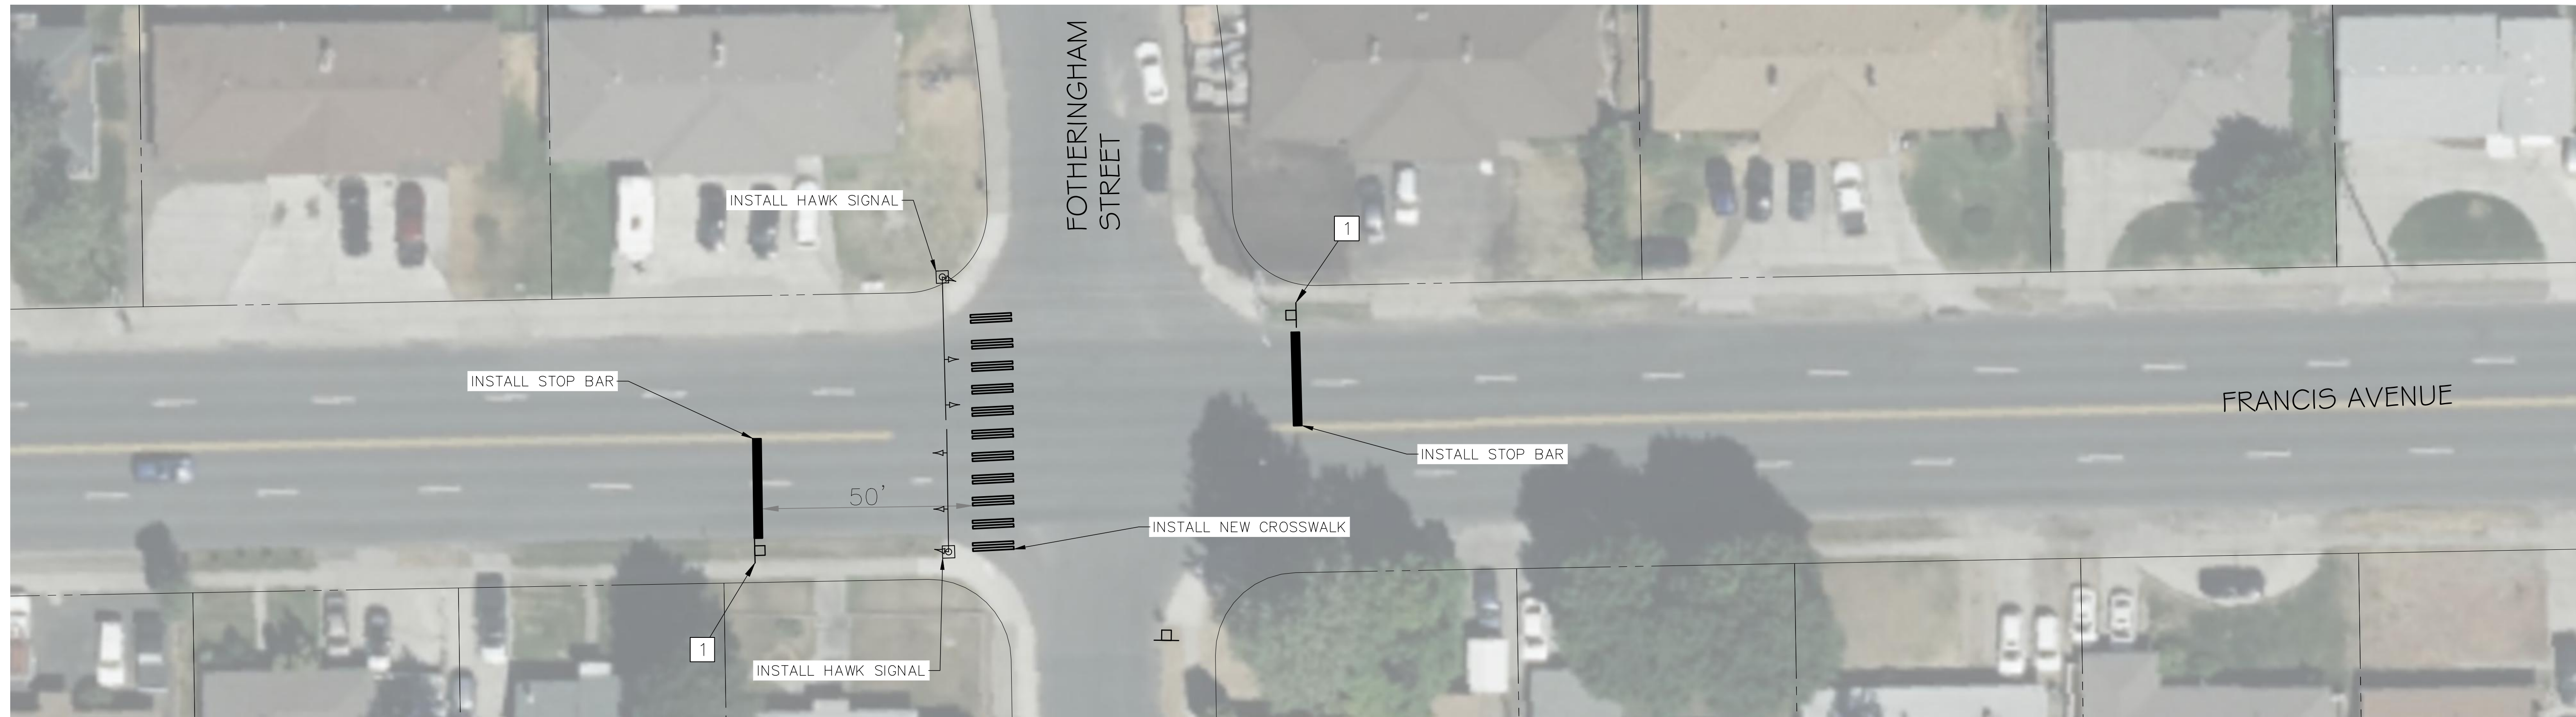 FOTHERINGHAM
STREET
INSTALL HAWK SIGNAL
1
INSTALL STOP BAR
FRANCIS AVENUE
INSTALL STOP BAR
50'
INSTALL NEW CROSSWALK
1
INSTALL HAWK SIGNAL